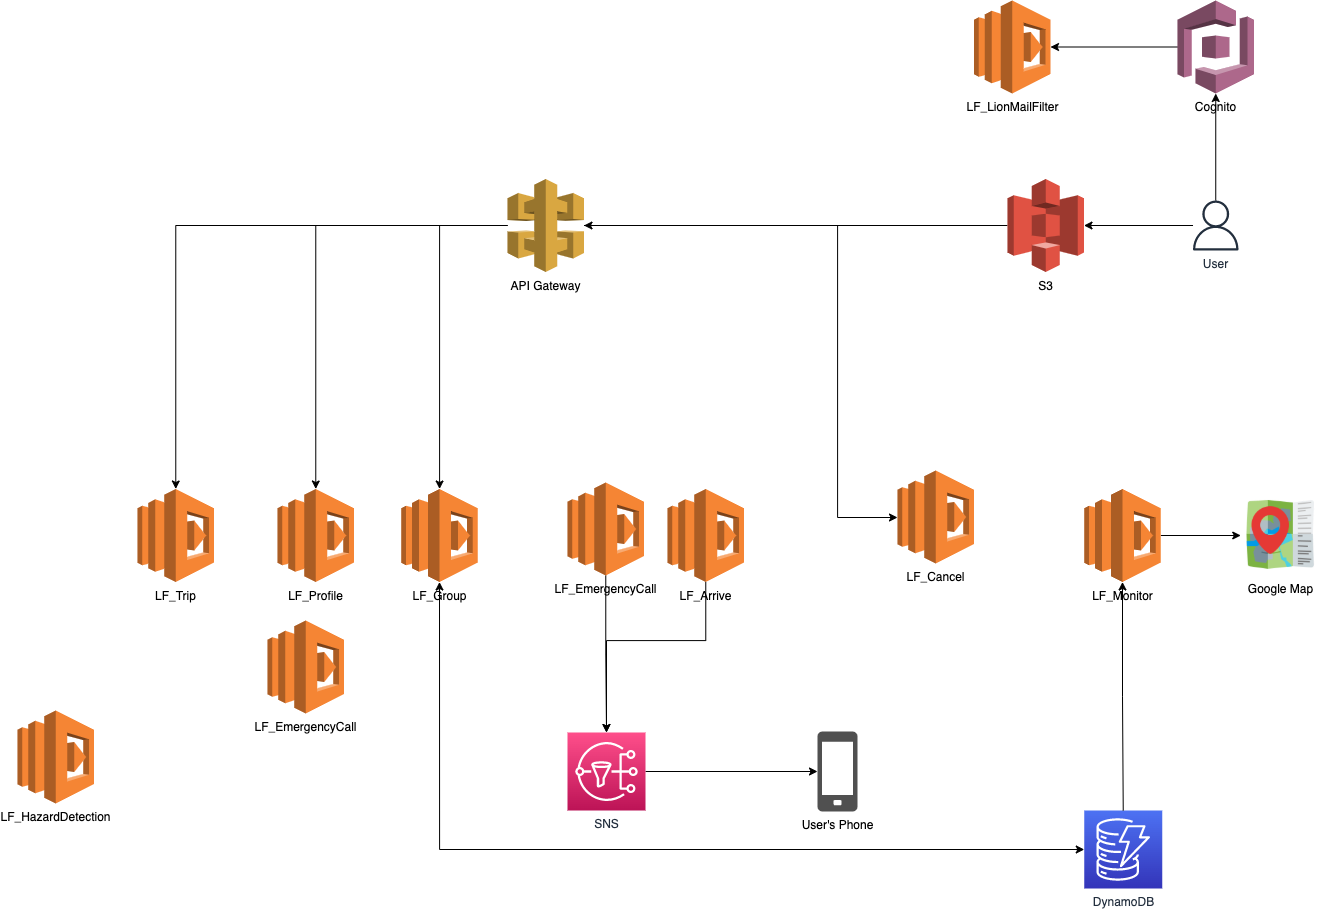 LF_LionMailFilter
Cognito
User
API Gateway
S3
LF_Trip
LF_Profile
LF_Group
LF_EmergencyCall
LF_Arrive
LF_Cancel
LF_Monitor
Google Map
LF_EmergencyCall
LF_HazardDetection
SNS
User's Phone
DynamoDB